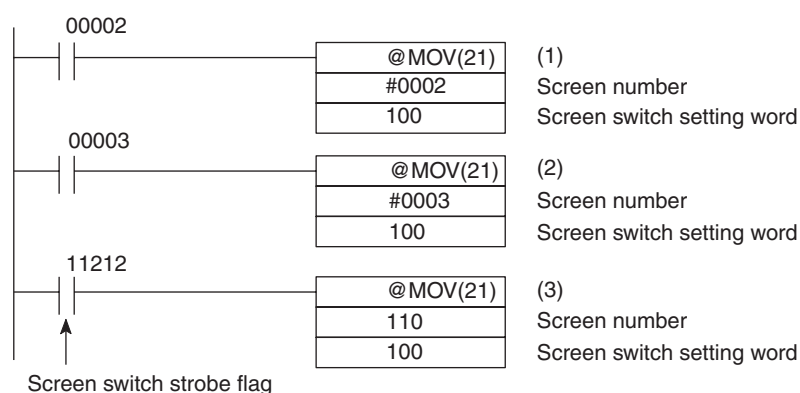 00002
@MOV(21) (1)
#0002 Screen number
100 Screen switch setting word
00003
@MOV(21) (2)
#0003 Screen number
100 Screen switch setting word
11212
@MOV(21) (3)
110 Screen number
100 Screen switch setting word
Screen switch strobe flag